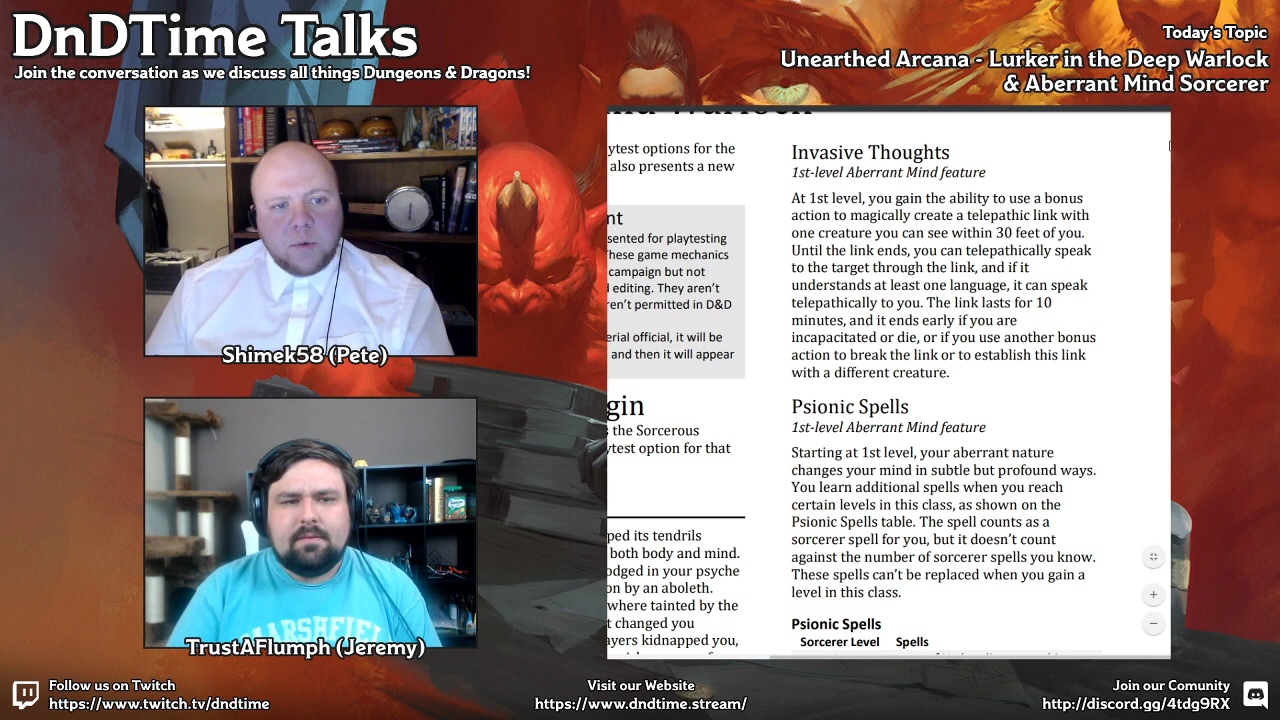 DnDTime Talks
Join the conversation as we discuss all things Dungeons & Dragons!
Today's Topic
Unearthed Arcana - Lurker in the Deep Warlock
& Aberrant Mind Sorcerer
Shimek58 (Pete)
TrustAFlumph (Jeremy)
MARSHFIEL
ytest options for the
also presents a new
nt
sented for playtesting
hese game mechanics
campaign but not
d editing. They aren't
ren't permitted in D&D
erial official, it will be
and then it will appear
gin
s the Sorcerous
ytest option for that
ped its tendrils
both body and mind.
odged in your psyche
on by an aboleth.
where tainted by the
t changed you
ayers kidnapped you,
Invasive Thoughts
1st-level Aberrant Mind feature
At 1st level, you gain the ability to use a bonus
action to magically create a telepathic link with
one creature you can see within 30 feet of you.
Until the link ends, you can telepathically speak
to the target through the link, and if it
understands at least one language, it can speak
telepathically to you. The link lasts for 10
minutes, and it ends early if you are
incapacitated or die, or if you use another bonus
action to break the link or to establish this link
with a different creature.
Psionic Spells
1st-level Aberrant Mind feature
Starting at 1st level, your aberrant nature
changes your mind in subtle but profound ways.
You learn additional spells when you reach
certain levels in this class, as shown on the
Psionic Spells table. The spell counts as a
sorcerer spell for you, but it doesn't count
against the number of sorcerer spells you know.
These spells can't be replaced when you gain a
level in this class.
Psionic Spells
Sorcerer Level Spells
Follow us on Twitch
https://www.twitch.tv/dndtime
Visit our Website
https://www.dndtime.stream/
Join our Comunity
http://discord.gg/4tdg9RX